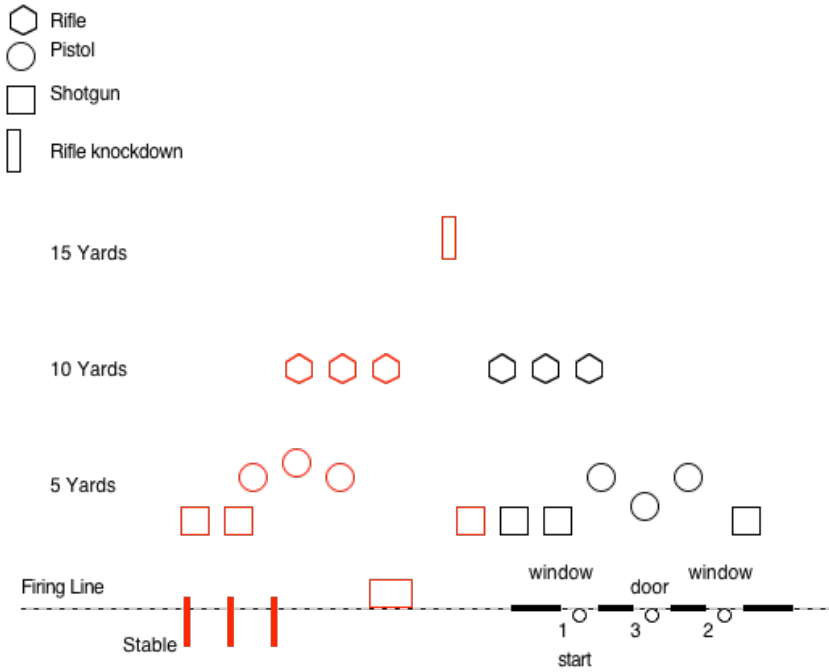 Rifle
Pistol
Shotgun
Rifle knockdown
15 Yards
10 Yards
5 Yards
window
window
Firing Line
door
1
3
2
Stable
start